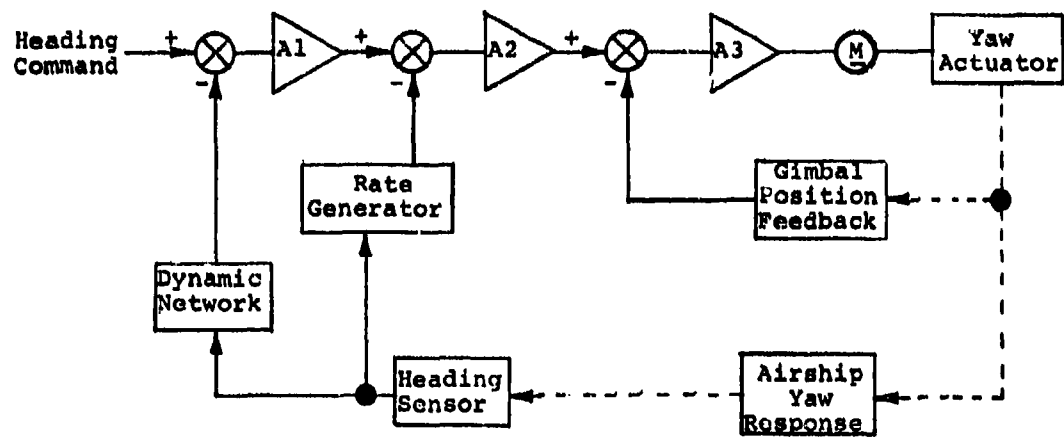 Heading
Command
+
-
A1
+
-
A2
+
-
A3
M
Yaw
Actuator
Gimbal
Position
Feedback
Rate
Generator
Dynamic
Network
Heading
Sensor
Airship
Yaw
Response